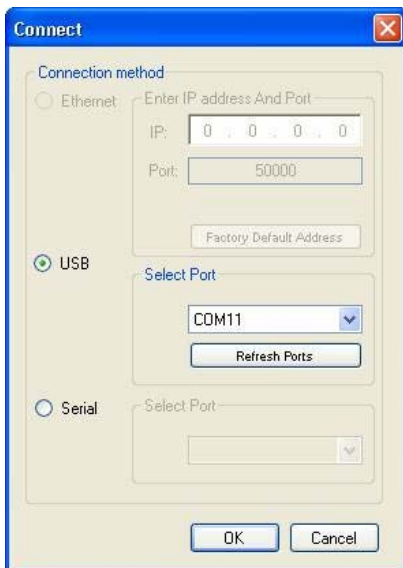 Connect
Connection method
Ethernet
Enter IP address And Port
IP: 0 . 0 . 0 . 0
Port: 50000
Factory Default Address
USB
Select Port
COM11
Refresh Ports
Serial
Select Port
OK Cancel